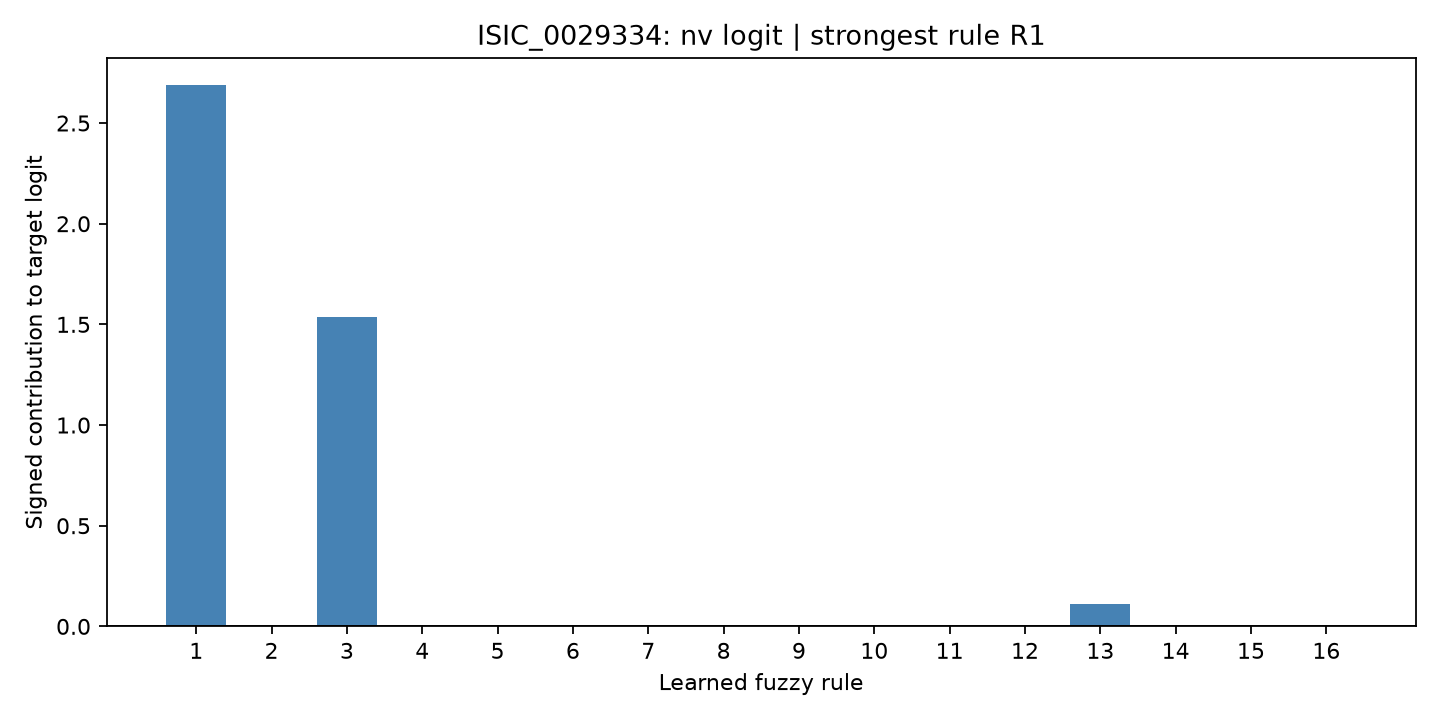 ISIC_0029334: nv logit | strongest rule R1
Signed contribution to target logit
2.5
2.0
1.5
1.0
0.5
0.0
1 2 3 4 5 6 7 8 9 10 11 12 13 14 15 16
Learned fuzzy rule